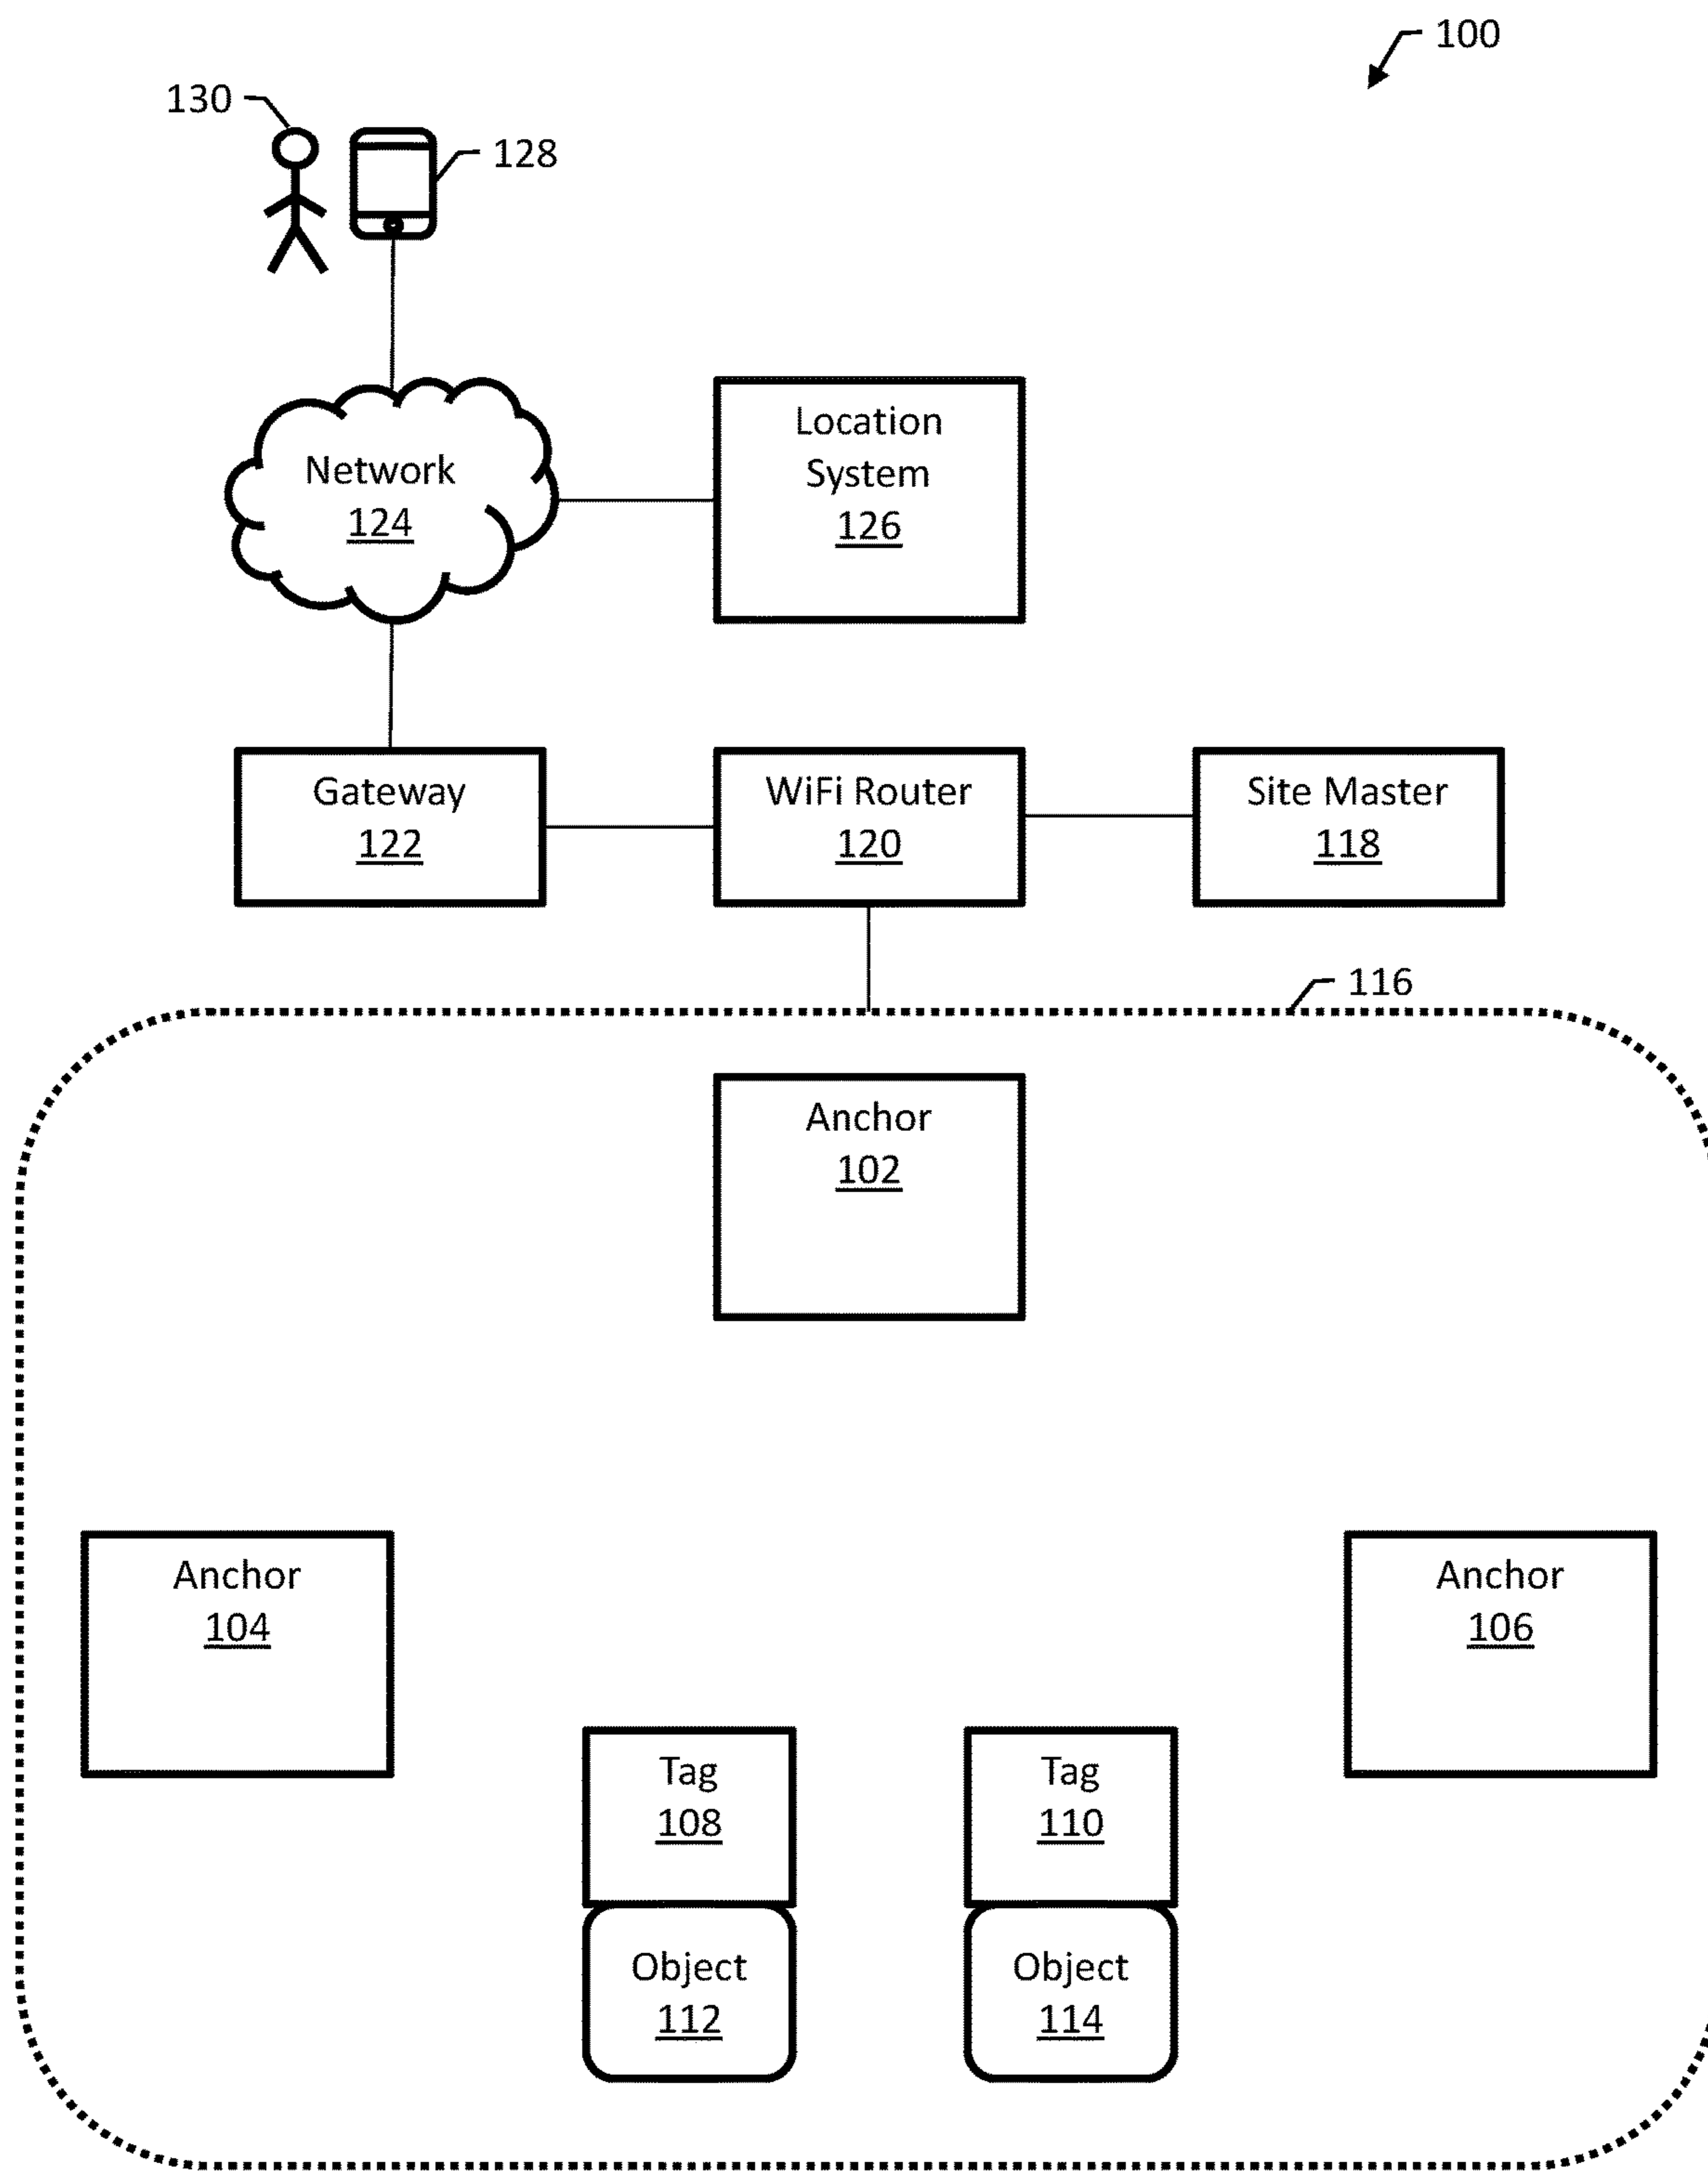 100
130
128
Network
124
Location
System
126
Gateway
122
WiFi Router
120
Site Master
118
116
Anchor
102
Anchor
104
Anchor
106
Tag
108
Tag
110
Object
112
Object
114